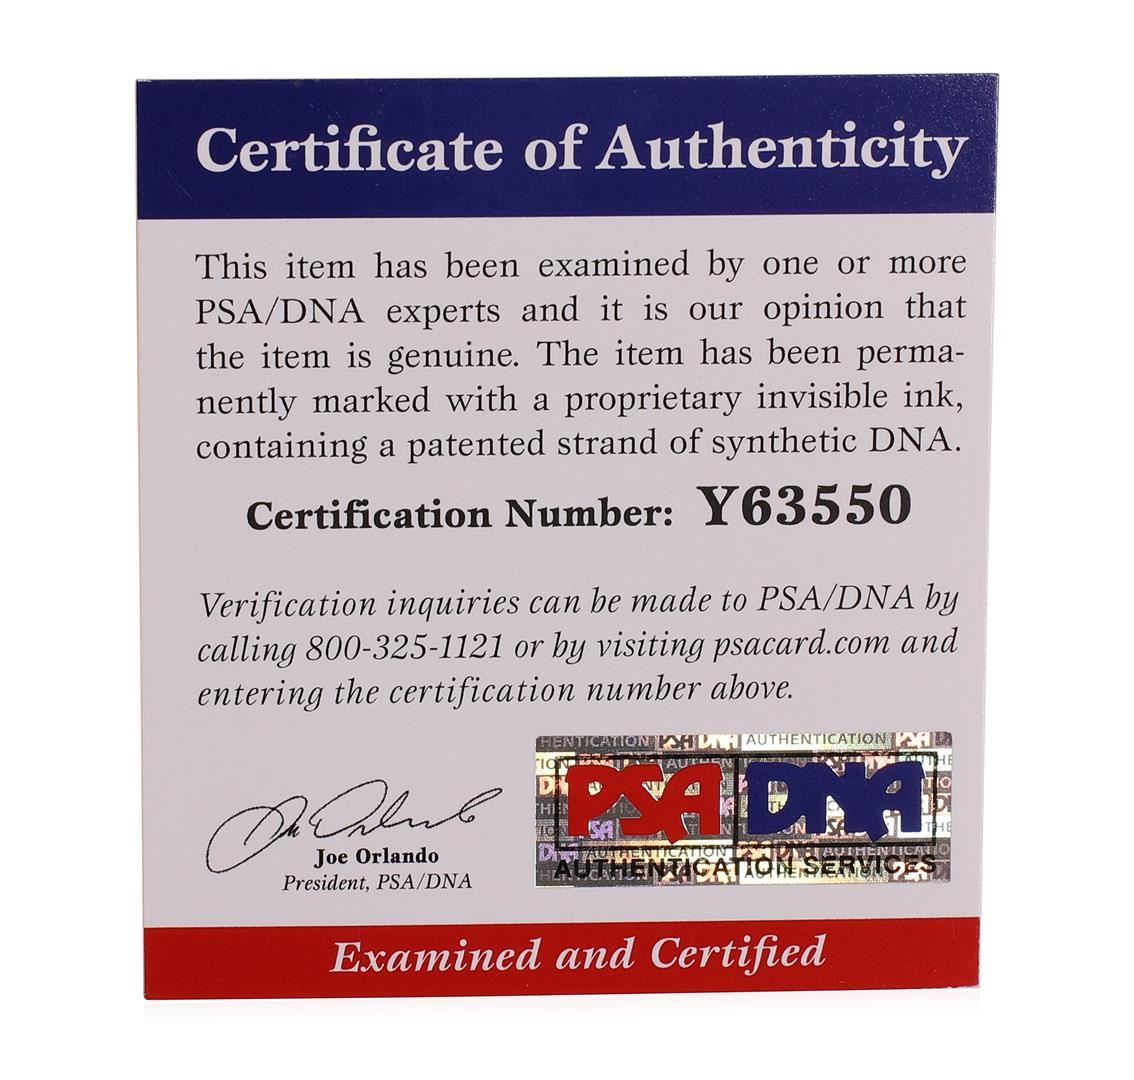 Certificate of Authenticity
This item has been examined by one or more
PSA/DNA experts and it is our opinion that
the item is genuine. The item has been perma-
nently marked with a proprietary invisible ink,
containing a patented strand of synthetic DNA.
Certification Number: Y63550
Verification inquiries can be made to PSA/DNA by
calling 800-325-1121 or by visiting psacard.com and
entering the certification number above.
Joe Orlando
President, PSA/DNA
PSA DNA
AUTHENTICATION SERVICES
Examined and Certified